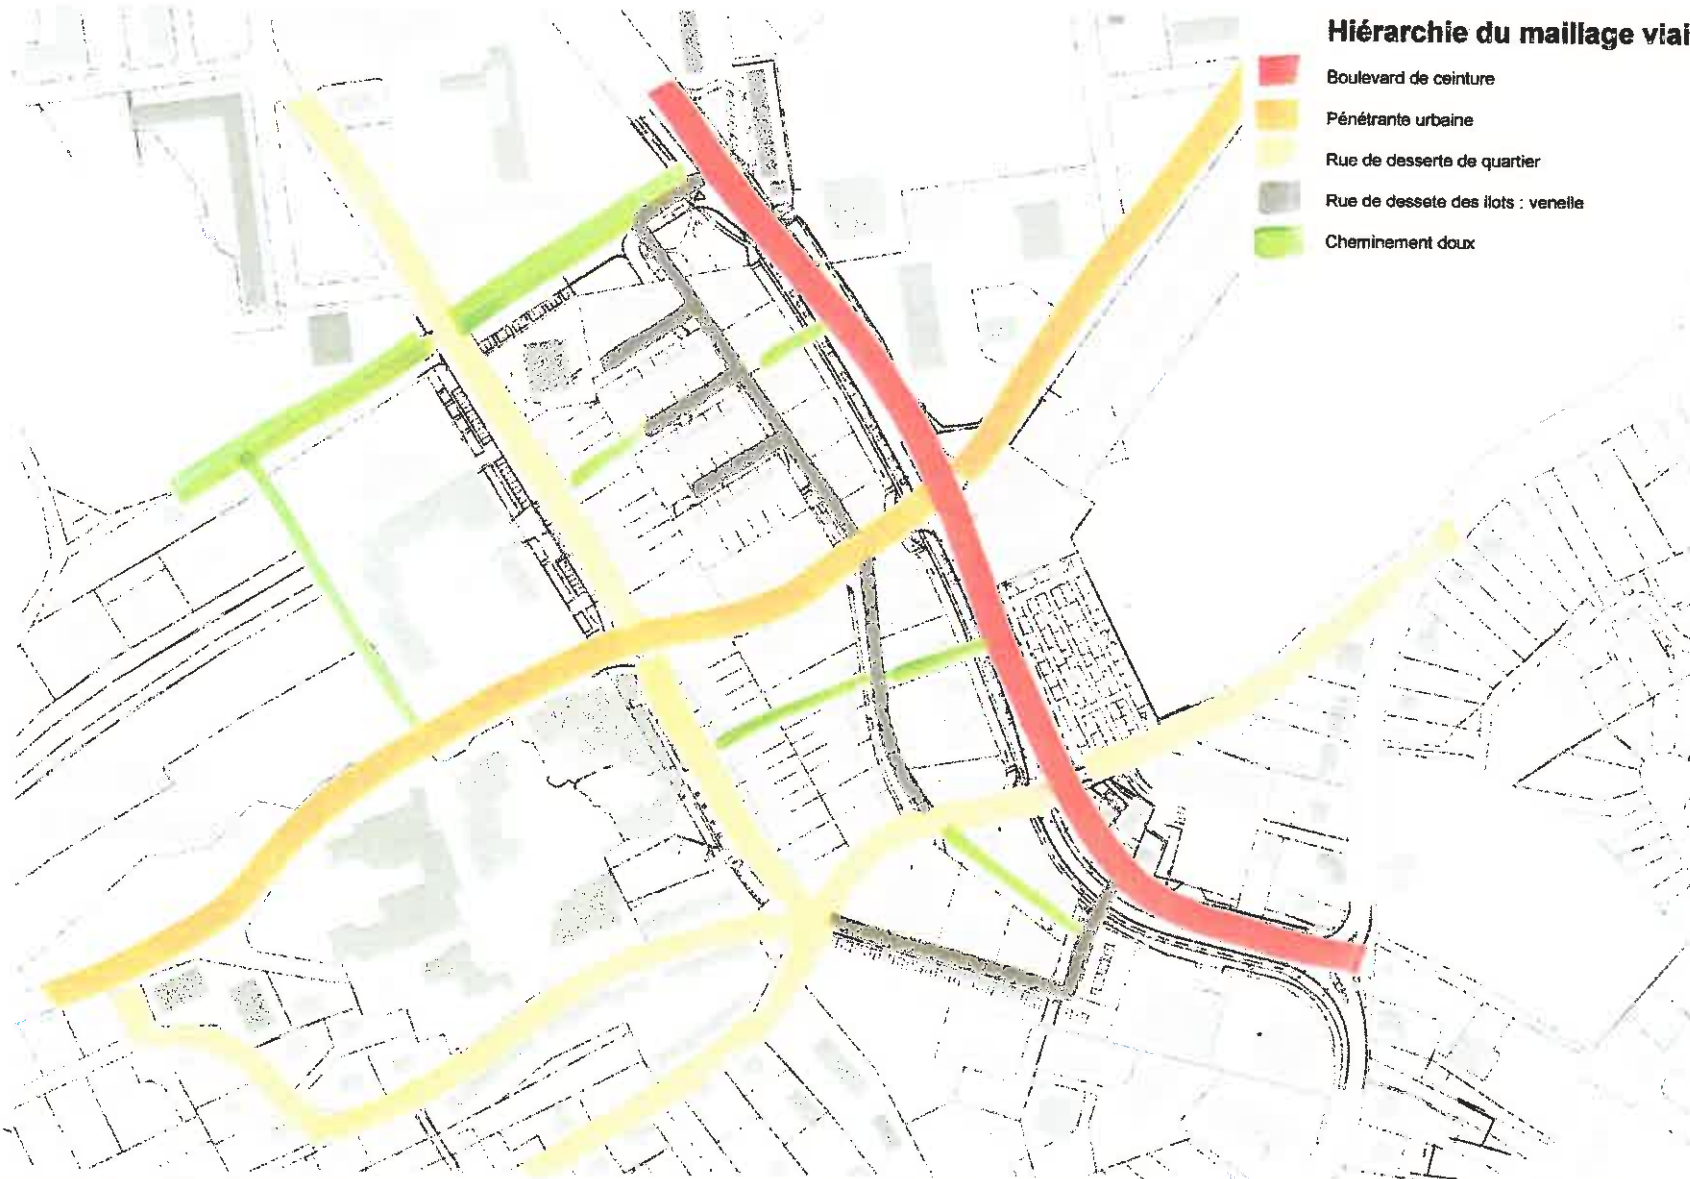 Hiérarchie du maillage viai
Boulevard de ceinture
Pénétrante urbaine
Rue de desserte de quartier
Rue de dessete des ilots : venelle
Cheminement doux